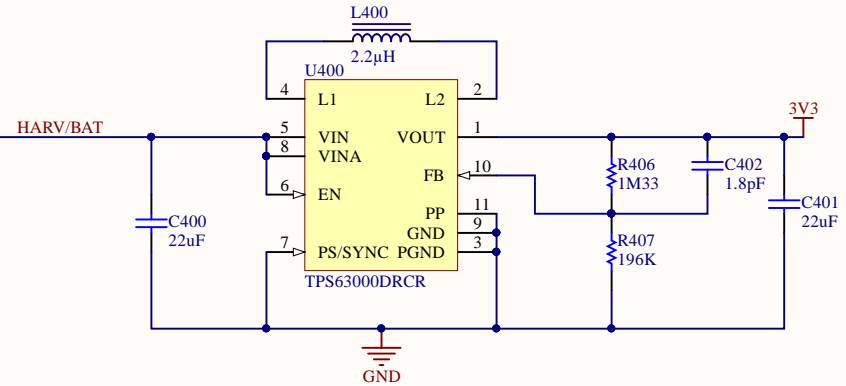 L400
2.2µH
U400
4
L1
L2
2
3V3
HARV/BAT
5
VIN
VOUT
1
8
VINA
R406
1M33
C402
1.8pF
FB
10
6
EN
C401
22uF
PP
11
C400
22uF
GND
9
R407
196K
7
PS/SYNC
PGND
3
TPS63000DRCR
GND